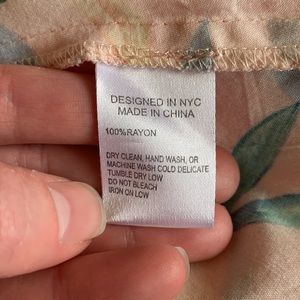 DESIGNED IN NYC
MADE IN CHINA
100%RAYON
DRY CLEAN, HAND WASH, OR
MACHINE WASH COLD DELICATE
TUMBLE DRY LOW
DO NOT BLEACH
IRON ON LOW